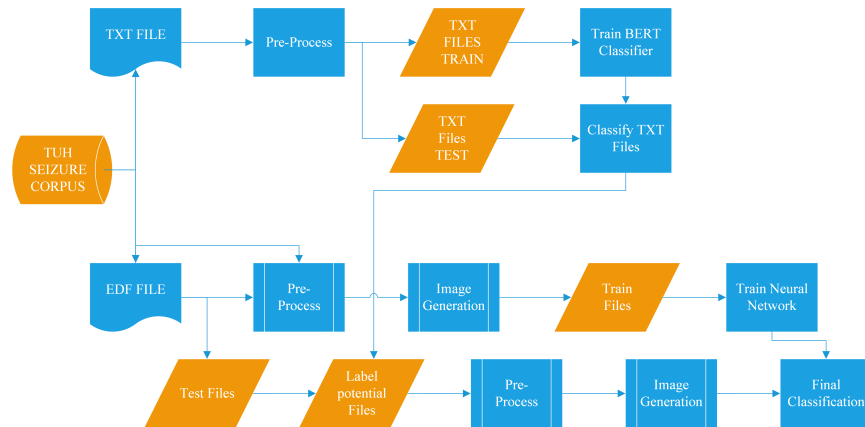 TXT FILE
Pre-Process
TXT
FILES
TRAIN
Train BERT
Classifier
TXT
Files
TEST
Classify TXT
Files
TUH
SEIZURE
CORPUS
EDF FILE
Pre-
Process
Image
Generation
Train
Files
Train Neural
Network
Test Files
Label
potential
Files
Pre-
Process
Image
Generation
Final
Classification